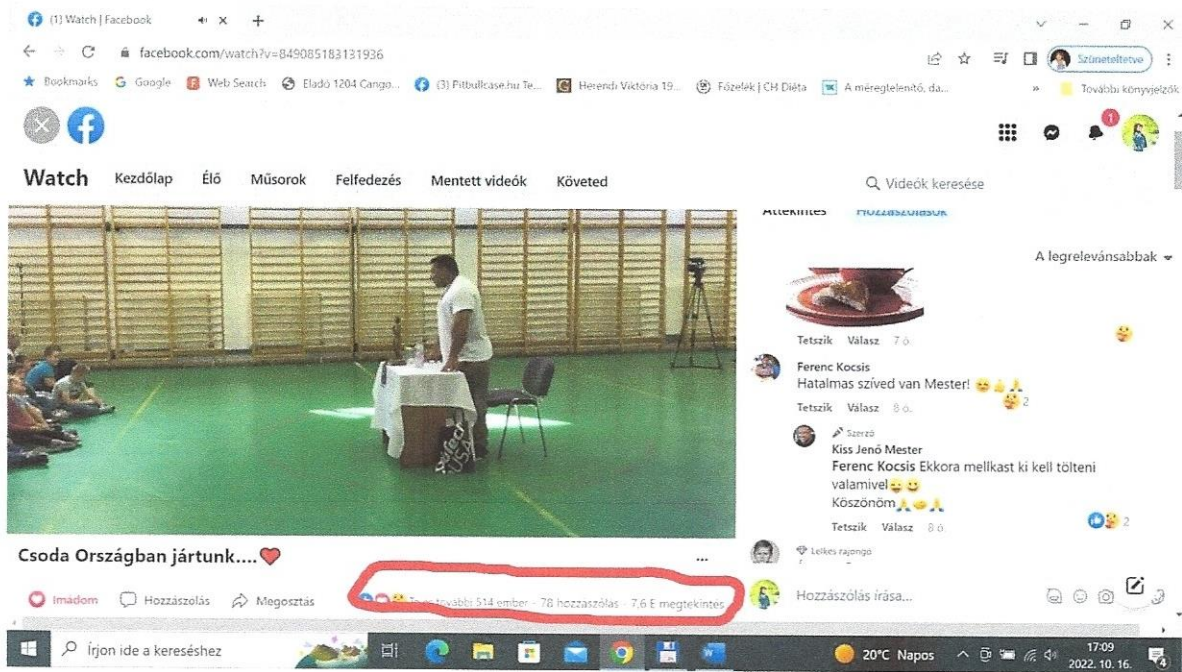 (1) Watch | Facebook
facebook.com/watch?v=849085183131936
Szüneteltetve
Bookmarks
Google
Web Search
Eladó 1204 Cango...
(3) Pitbullcase.hu Te...
Herendi Viktória 19...
Főzelék | CH Diéta
A méregtelenítő, da...
»
További könyvjelzők
1
Watch
Kezdőlap
Élő
Műsorok
Felfedezés
Mentett videók
Követed
Videók keresése
Áttekintés
Hozzászólások
A legrelevánsabbak
Tetszik Válasz 7 ó.
Ferenc Kocsis
Hatalmas szíved van Mester! 😊🙏🙏
2
Tetszik Válasz 8 ó.
Szerző
Kiss Jenő Mester
Ferenc Kocsis Ekkora mellkast ki kell tölteni
valamivel😜😃
Köszönöm🙏🤝🙏
Tetszik Válasz 8 ó.
2
Lelkes rajongó
USA
Csoda Országban jártunk....❤
...
Imádom
Hozzászólás
Megosztás
Te és további 514 ember · 78 hozzászólás · 7,6 E megtekintés
Hozzászólás írása...
Írjon ide a kereséshez
20°C Napos
17:09
2022. 10. 16.
4